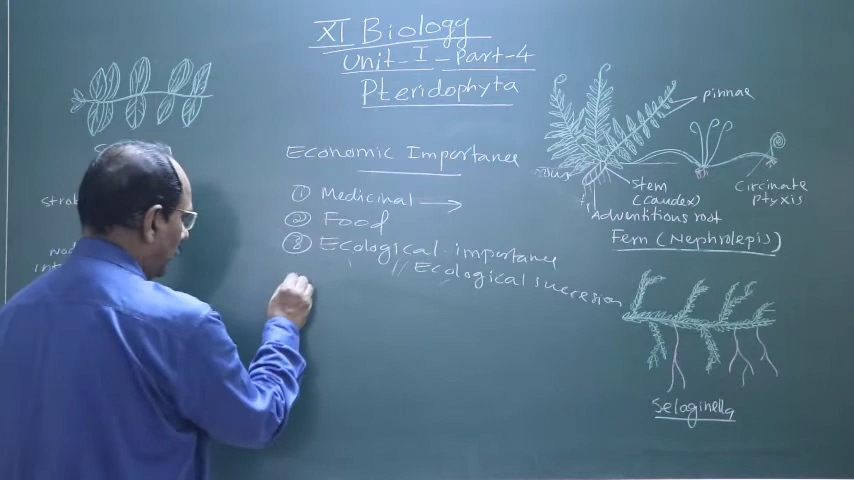 XI Biology
Unit-I-Part-4
Pteridophyta
Economic Importance
① Medicinal →
② Food
③ Ecological importance
// Ecological succession
pinnae
stem
(caudex)
Adventitious root
Circinate
ptyxis
Fern (Nephrolepis)
Selaginella